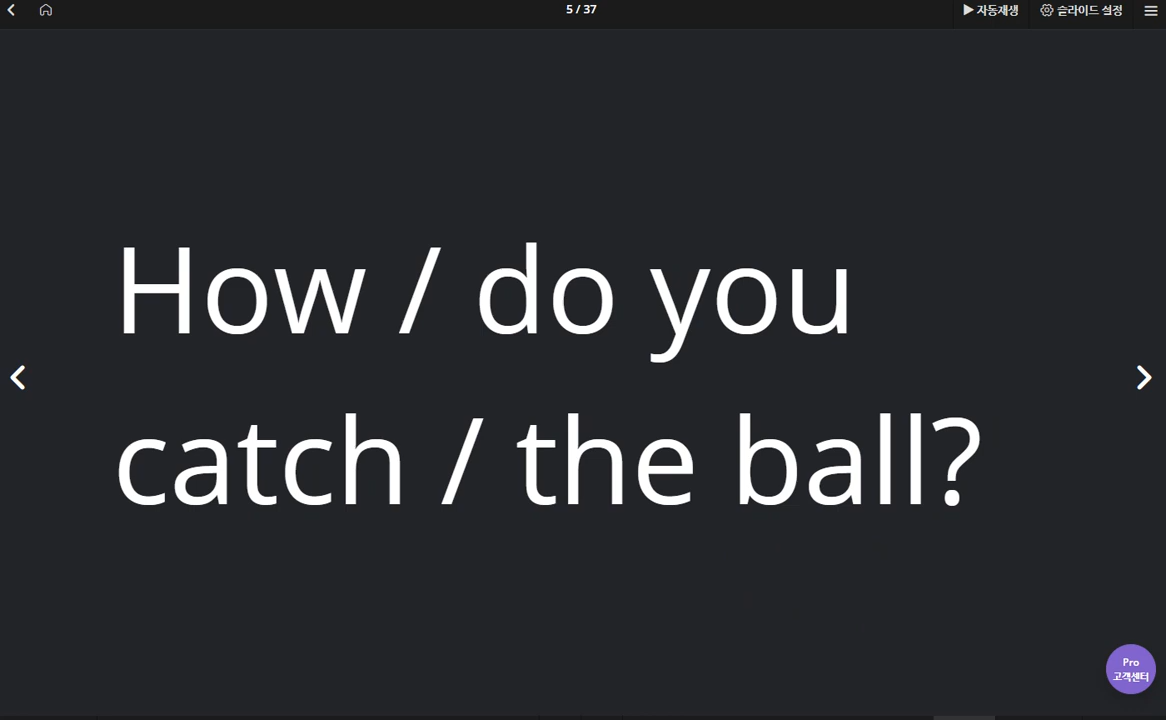 5 / 37
▶ 자동재생
슬라이드 설정
How / do you
catch / the ball?
Pro
고객센터